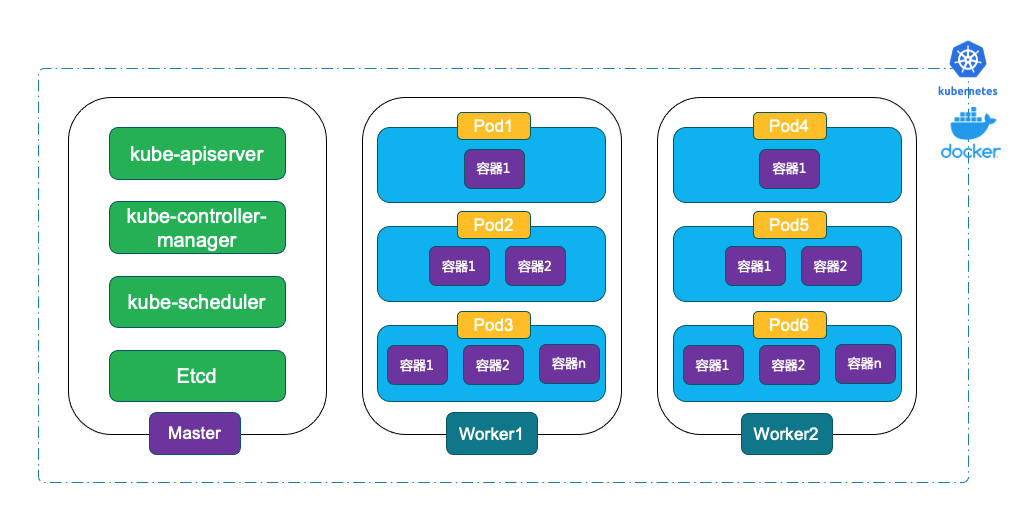 kubernetes
docker
kube-apiserver
kube-controller-
manager
kube-scheduler
Etcd
Master
Pod1
容器1
Pod2
容器1 容器2
Pod3
容器1 容器2 容器n
Worker1
Pod4
容器1
Pod5
容器1 容器2
Pod6
容器1 容器2 容器n
Worker2